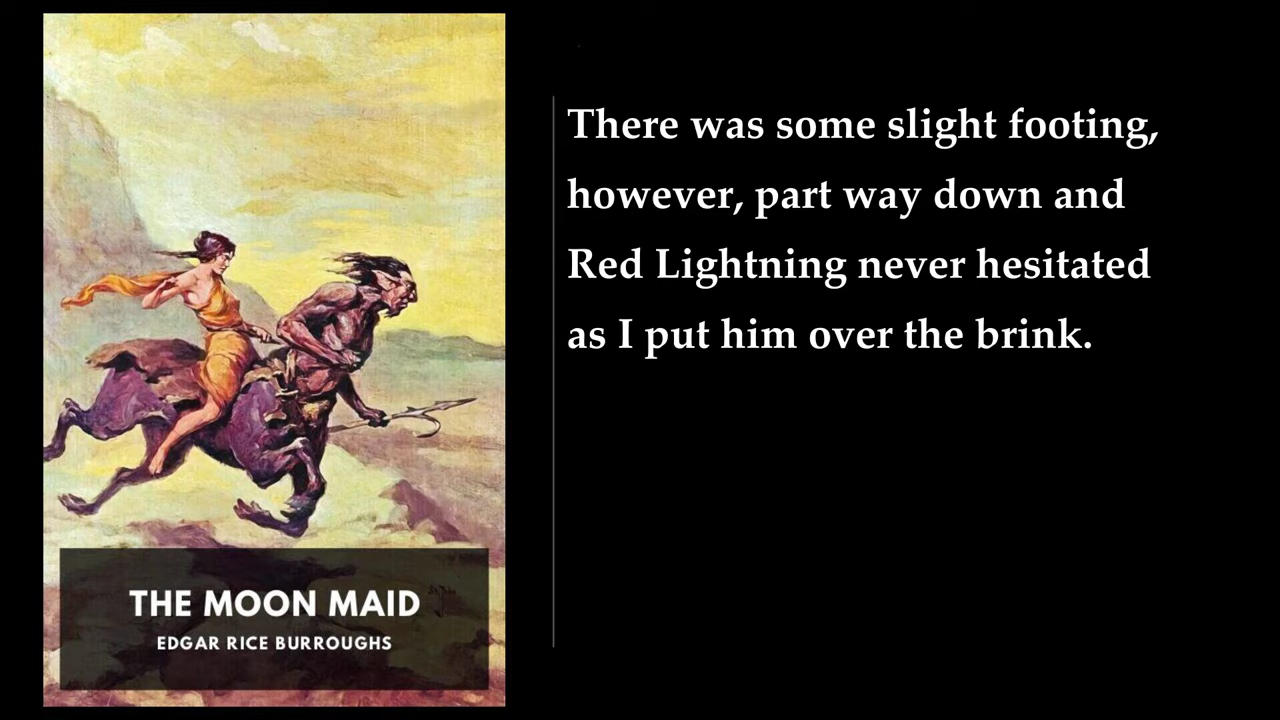 There was some slight footing,
however, part way down and
Red Lightning never hesitated
as I put him over the brink.
THE MOON MAID
EDGAR RICE BURROUGHS